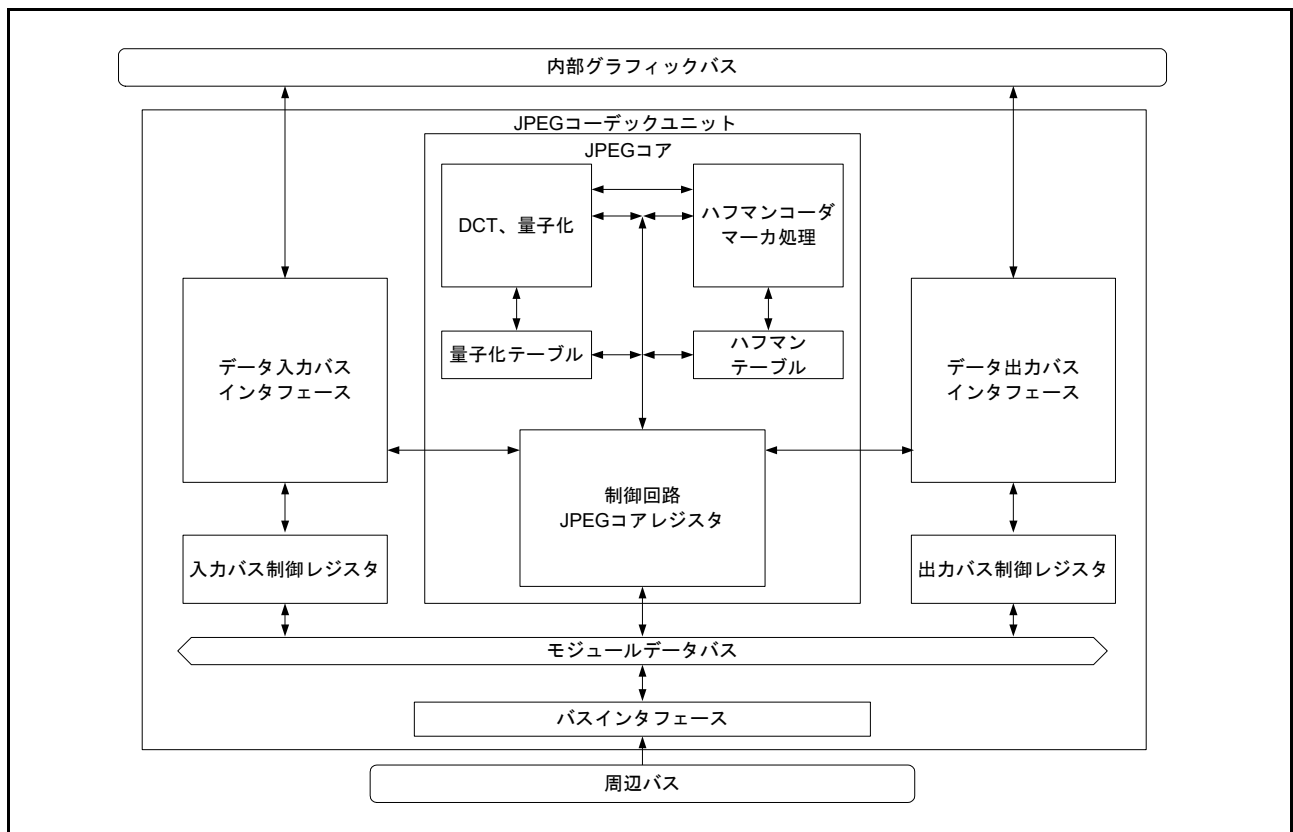 内部グラフィックバス
JPEGコーデックユニット
JPEGコア
DCT、量子化
ハフマンコーダ
マーカ処理
量子化テーブル
ハフマン
テーブル
データ入力バス
インタフェース
データ出力バス
インタフェース
制御回路
JPEGコアレジスタ
入力バス制御レジスタ
出力バス制御レジスタ
モジュールデータバス
バスインタフェース
周辺バス